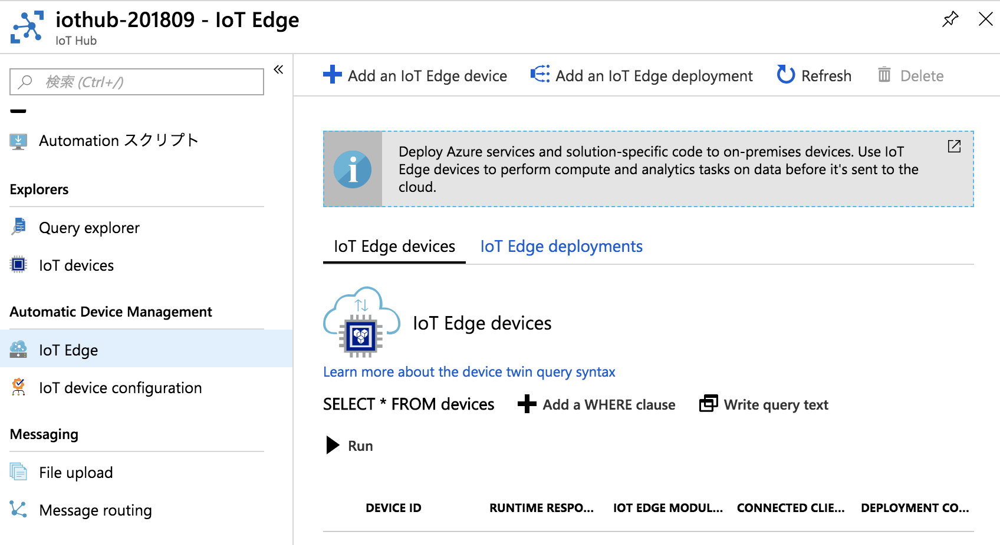 iothub-201809 - IoT Edge
IoT Hub
検索 (Ctrl+/)
Automation スクリプト
Explorers
Query explorer
IoT devices
Automatic Device Management
IoT Edge
IoT device configuration
Messaging
File upload
Message routing
Add an IoT Edge device
Add an IoT Edge deployment
Refresh
Delete
Deploy Azure services and solution-specific code to on-premises devices. Use IoT
Edge devices to perform compute and analytics tasks on data before it's sent to the
cloud.
IoT Edge devices
IoT Edge deployments
IoT Edge devices
Learn more about the device twin query syntax
SELECT * FROM devices
Add a WHERE clause
Write query text
Run
DEVICE ID
RUNTIME RESPO...
IOT EDGE MODUL...
CONNECTED CLIE...
DEPLOYMENT CO...